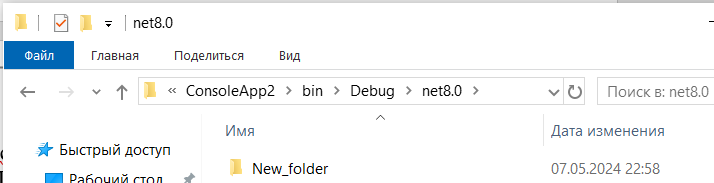 net8.0
Файл Главная Поделиться Вид
« ConsoleApp2 > bin > Debug > net8.0 > Поиск в: net8.0
Имя Дата изменения
Быстрый доступ
New_folder 07.05.2024 22:58
Рабочий стол